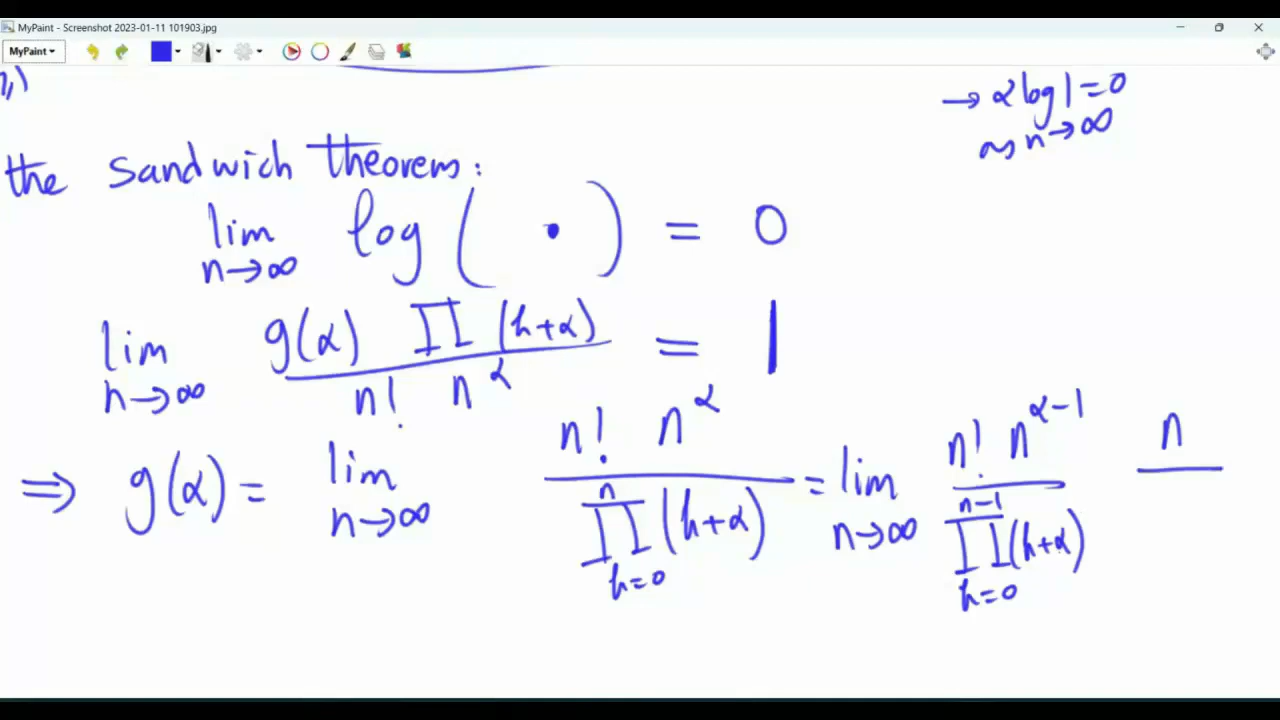 MyPaint - Screenshot 2023-01-11 101903.jpg
MyPaint
→ α log 1 = 0
as n→∞
the sandwich theorem:
lim n→∞ log( • ) = 0
lim n→∞ g(α) ∏ (h+α) / n! n^α = 1
⇒ g(α) = lim n→∞ n! n^α / ∏_{h=0}^{n} (h+α) = lim n→∞ n! n^{α-1} / ∏_{h=0}^{n-1} (h+α) n /